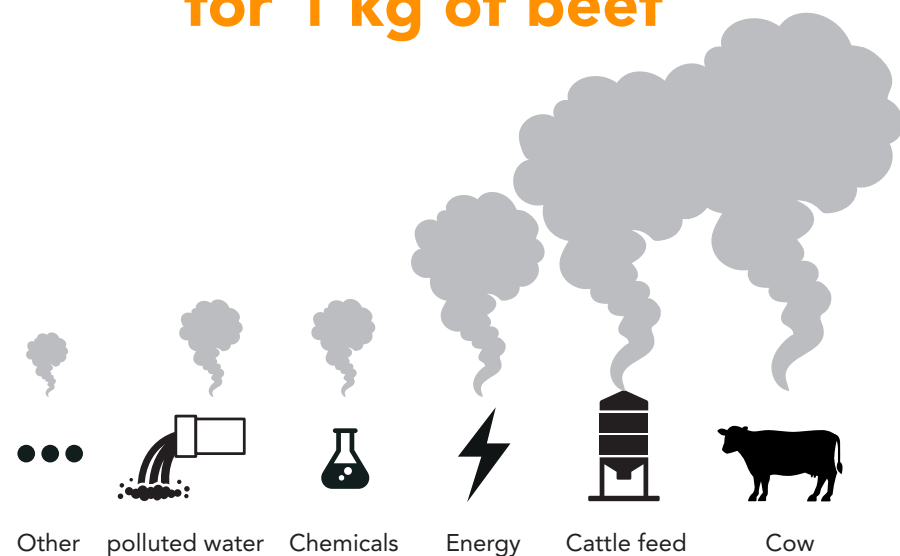 for 1 kg of beef
Other polluted water Chemicals Energy Cattle feed Cow